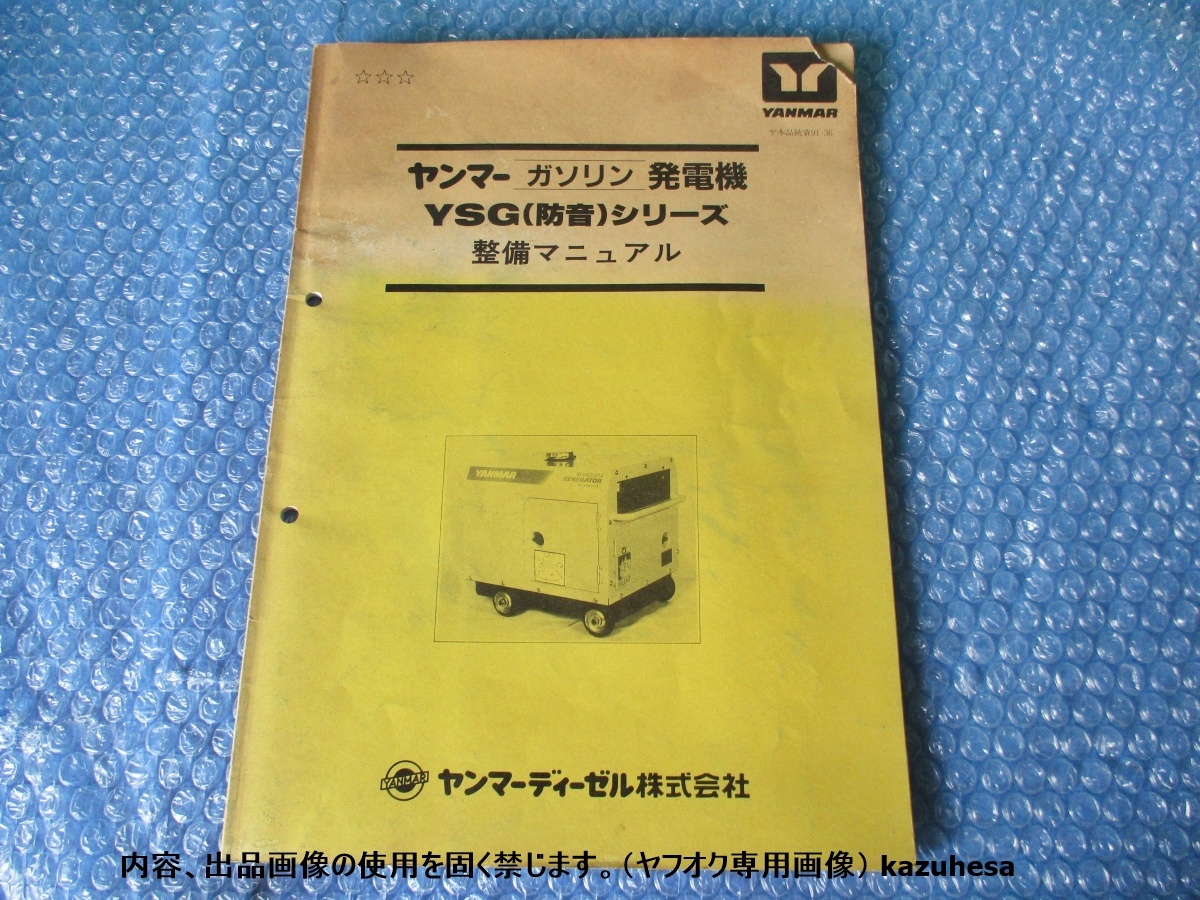 ☆☆☆
YANMAR
ヤンマー ガソリン 発電機
YSG(防音)シリーズ
整備マニュアル
YANMAR
GENERATOR
YANMAR ヤンマーディーゼル株式会社
内容、出品画像の使用を固く禁じます。(ヤフオク専用画像) kazuhesa